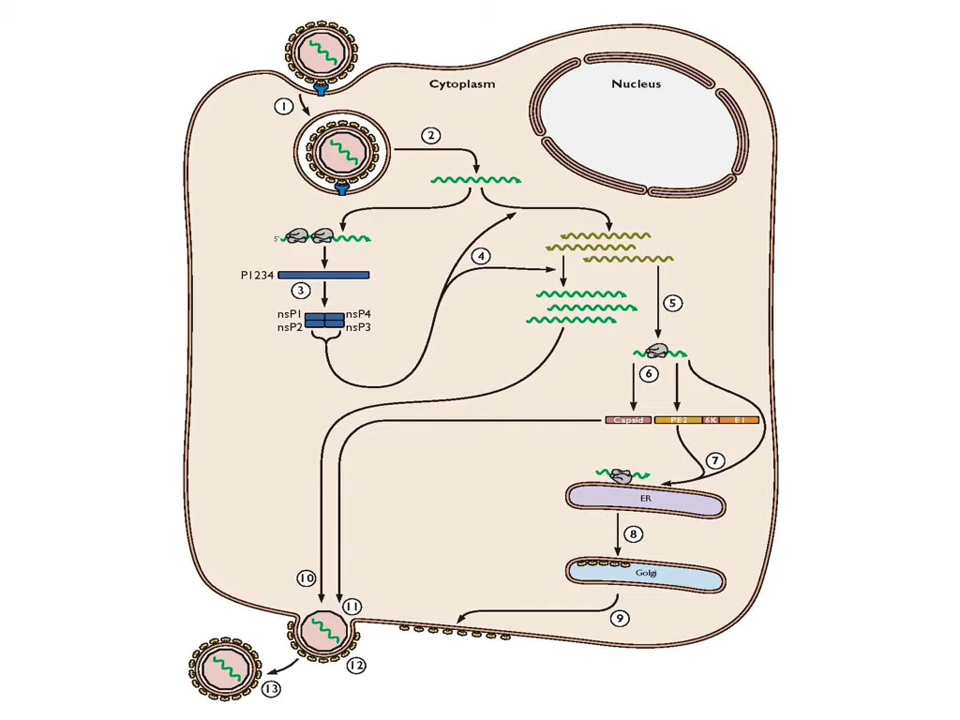 Cytoplasm
Nucleus
1
2
5'
4
P1234
3
5
nsP1
nsP4
nsP2
nsP3
6
Capsid
PE2
6K
E1
7
ER
8
Golgi
10
11
9
12
13